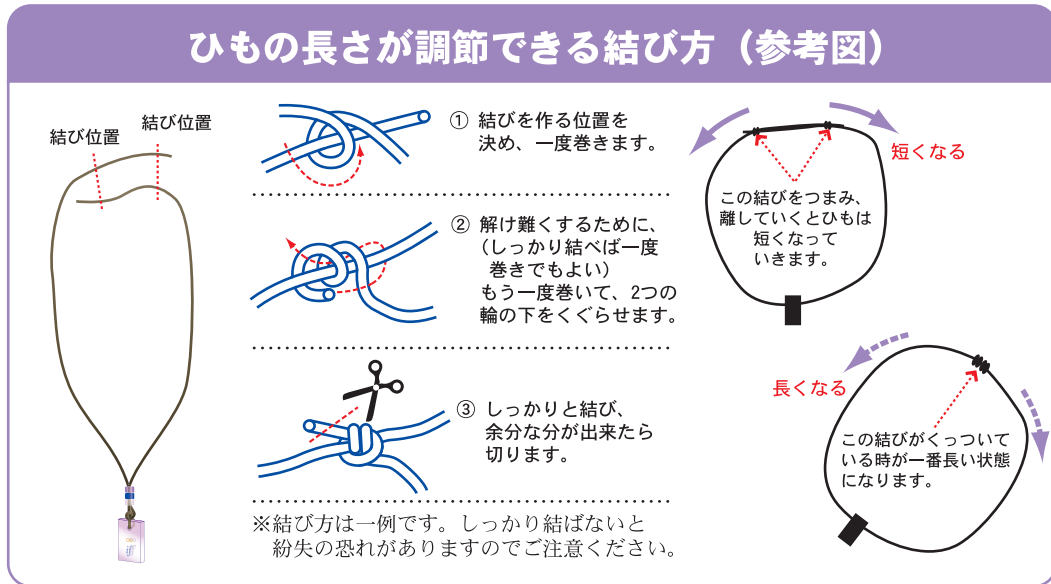 ひもの長さが調節できる結び方（参考図）
結び位置
結び位置
① 結びを作る位置を
決め、一度巻きます。
② 解け難くするために、
（しっかり結べば一度
巻きでもよい）
もう一度巻いて、2つの
輪の下をくぐらせます。
③ しっかりと結び、
余分な分が出来たら
切ります。
※結び方は一例です。しっかり結ばないと
紛失の恐れがありますのでご注意ください。
短くなる
この結びをつまみ、
離していくとひもは
短くなって
いきます。
長くなる
この結びがくっついて
いる時が一番長い状態
になります。